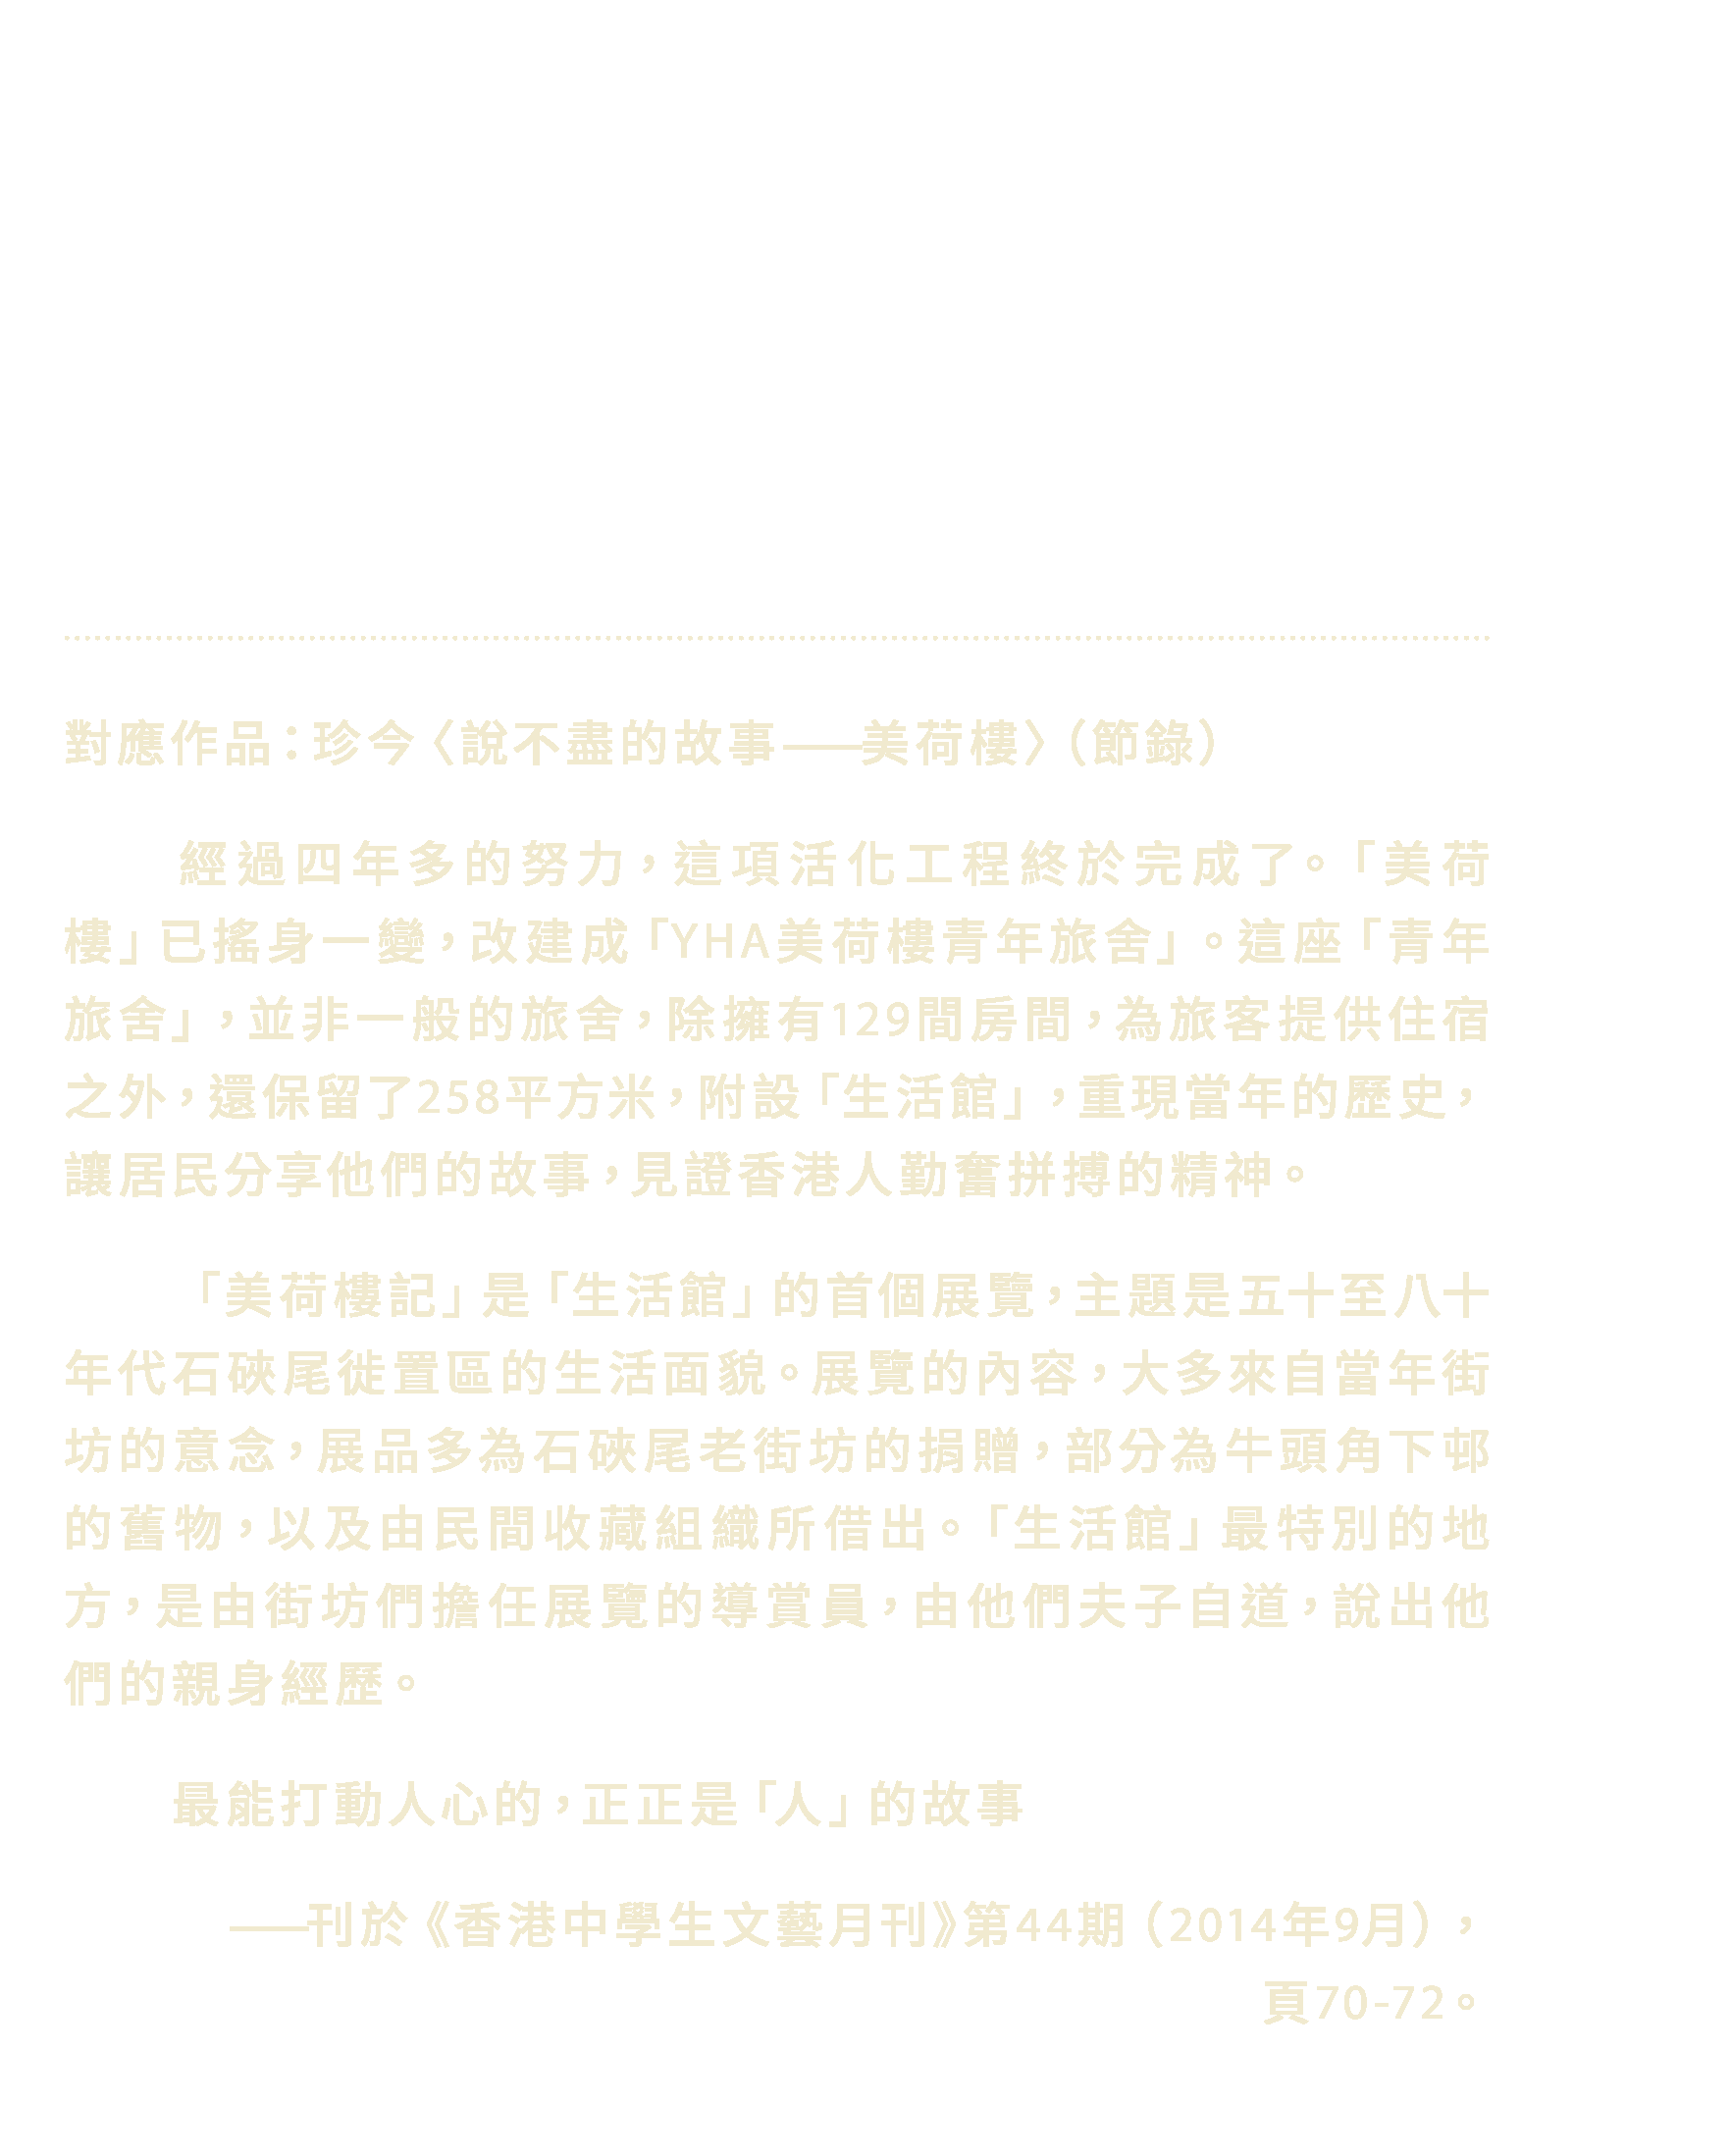 對應作品：珍今〈說不盡的故事——美荷樓〉（節錄）
經過四年多的努力，這項活化工程終於完成了。「美荷
樓」已搖身一變，改建成「YHA美荷樓青年旅舍」。這座「青年
旅舍」，並非一般的旅舍，除擁有129間房間，為旅客提供住宿
之外，還保留了258平方米，附設「生活館」，重現當年的歷史，
讓居民分享他們的故事，見證香港人勤奮拼搏的精神。
「美荷樓記」是「生活館」的首個展覽，主題是五十至八十
年代石硤尾徙置區的生活面貌。展覽的內容，大多來自當年街
坊的意念，展品多為石硤尾老街坊的捐贈，部分為牛頭角下邨
的舊物，以及由民間收藏組織所借出。「生活館」最特別的地
方，是由街坊們擔任展覽的導賞員，由他們夫子自道，說出他
們的親身經歷。
最能打動人心的，正正是「人」的故事
——刊於《香港中學生文藝月刊》第44期（2014年9月），
頁70-72。